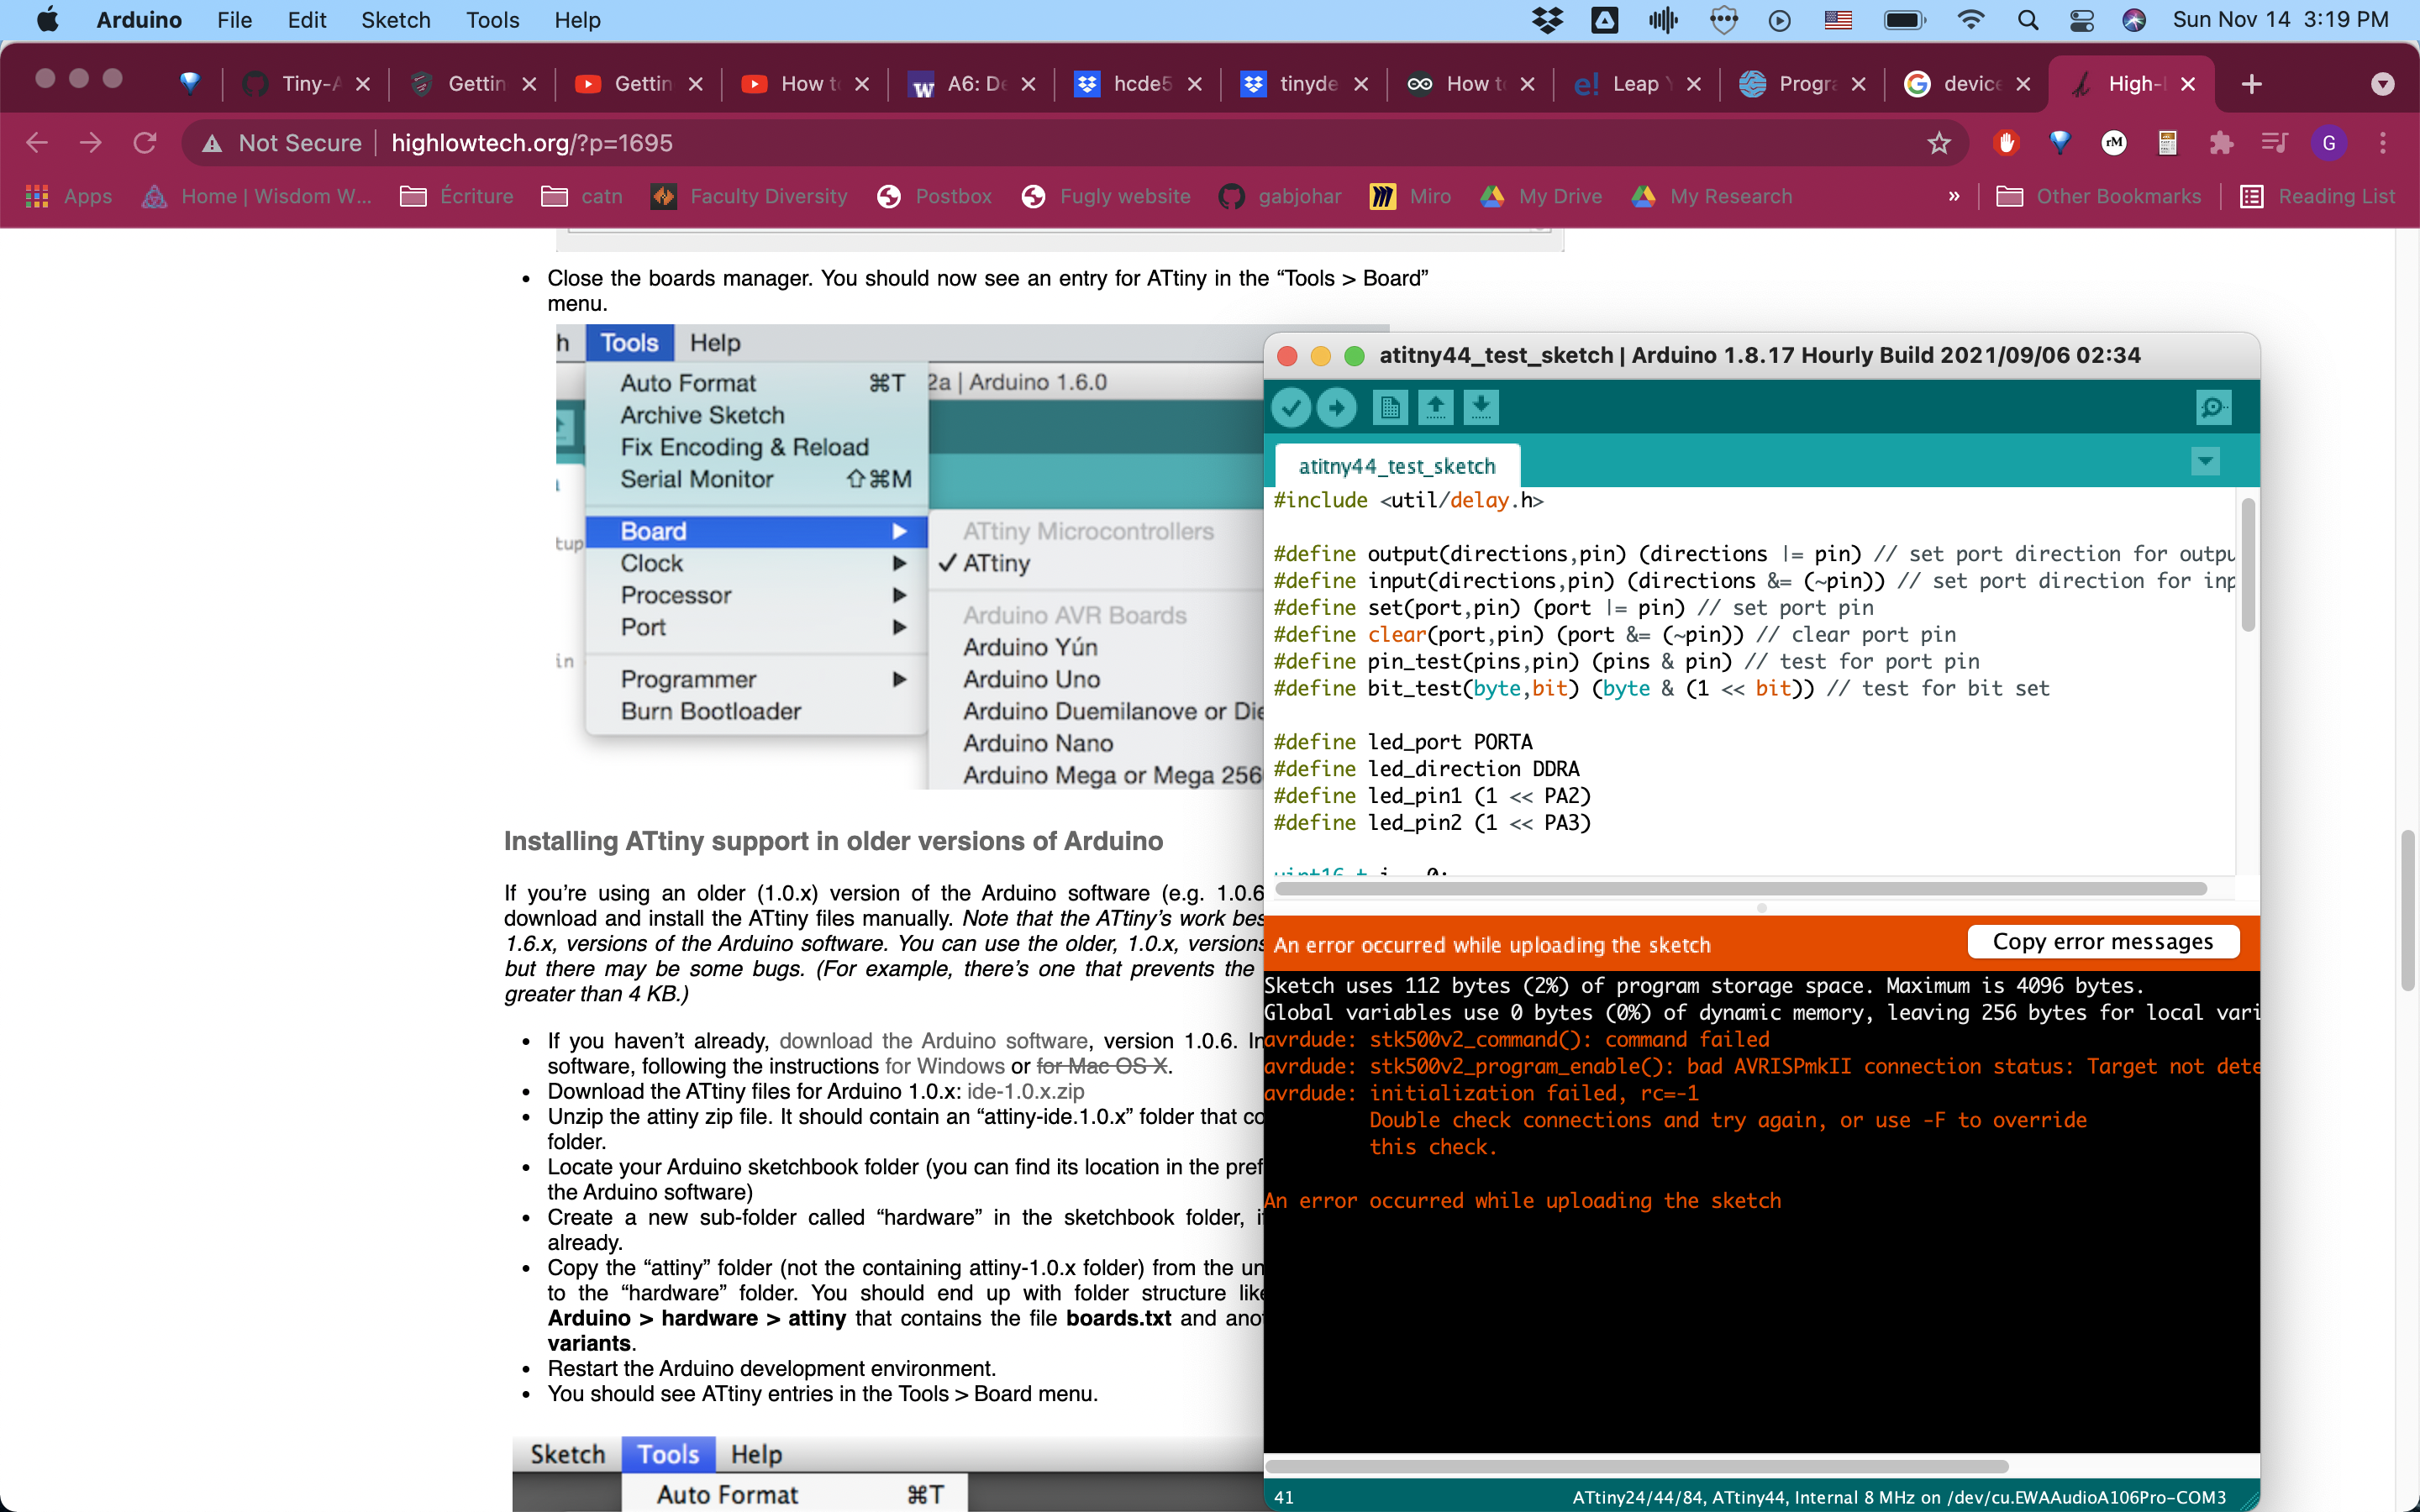 Arduino File Edit Sketch Tools Help Sun Nov 14 3:19 PM
Tiny-A Gettin Gettin How to A6: De hcde5 tinyde How to Leap Y Progra device High-L
Not Secure highlowtech.org/?p=1695
Apps Home | Wisdom W... Écriture catn Faculty Diversity Postbox Fugly website gabjohar Miro My Drive My Research » Other Bookmarks Reading List
• Close the boards manager. You should now see an entry for ATtiny in the “Tools > Board”
menu.
h Tools Help
Auto Format ⌘T 2a | Arduino 1.6.0
Archive Sketch
Fix Encoding & Reload
Serial Monitor ⇧⌘M
Board ATtiny Microcontrollers
tup
Clock ✓ ATtiny
Processor Arduino AVR Boards
Port Arduino Yún
in
Programmer Arduino Uno
Burn Bootloader Arduino Duemilanove or Die
Arduino Nano
Arduino Mega or Mega 256
Installing ATtiny support in older versions of Arduino
If you’re using an older (1.0.x) version of the Arduino software (e.g. 1.0.6
download and install the ATtiny files manually. Note that the ATtiny’s work bes
1.6.x, versions of the Arduino software. You can use the older, 1.0.x, versions
but there may be some bugs. (For example, there’s one that prevents the
greater than 4 KB.)
• If you haven’t already, download the Arduino software, version 1.0.6. In
software, following the instructions for Windows or for Mac OS X.
• Download the ATtiny files for Arduino 1.0.x: ide-1.0.x.zip
• Unzip the attiny zip file. It should contain an “attiny-ide.1.0.x” folder that co
folder.
• Locate your Arduino sketchbook folder (you can find its location in the pref
the Arduino software)
• Create a new sub-folder called “hardware” in the sketchbook folder, i
already.
• Copy the “attiny” folder (not the containing attiny-1.0.x folder) from the un
to the “hardware” folder. You should end up with folder structure like
Arduino > hardware > attiny that contains the file boards.txt and anot
variants.
• Restart the Arduino development environment.
• You should see ATtiny entries in the Tools > Board menu.
Sketch Tools Help
Auto Format ⌘T
atitny44_test_sketch | Arduino 1.8.17 Hourly Build 2021/09/06 02:34
atitny44_test_sketch
#include <util/delay.h>
#define output(directions,pin) (directions |= pin) // set port direction for outpu
#define input(directions,pin) (directions &= (~pin)) // set port direction for inp
#define set(port,pin) (port |= pin) // set port pin
#define clear(port,pin) (port &= (~pin)) // clear port pin
#define pin_test(pins,pin) (pins & pin) // test for port pin
#define bit_test(byte,bit) (byte & (1 << bit)) // test for bit set
#define led_port PORTA
#define led_direction DDRA
#define led_pin1 (1 << PA2)
#define led_pin2 (1 << PA3)
uint16_t i = 0;
An error occurred while uploading the sketch Copy error messages
Sketch uses 112 bytes (2%) of program storage space. Maximum is 4096 bytes.
Global variables use 0 bytes (0%) of dynamic memory, leaving 256 bytes for local vari
avrdude: stk500v2_command(): command failed
avrdude: stk500v2_program_enable(): bad AVRISPmkII connection status: Target not dete
avrdude: initialization failed, rc=-1
Double check connections and try again, or use -F to override
this check.
An error occurred while uploading the sketch
41 ATtiny24/44/84, ATtiny44, Internal 8 MHz on /dev/cu.EWAAudioA106Pro-COM3